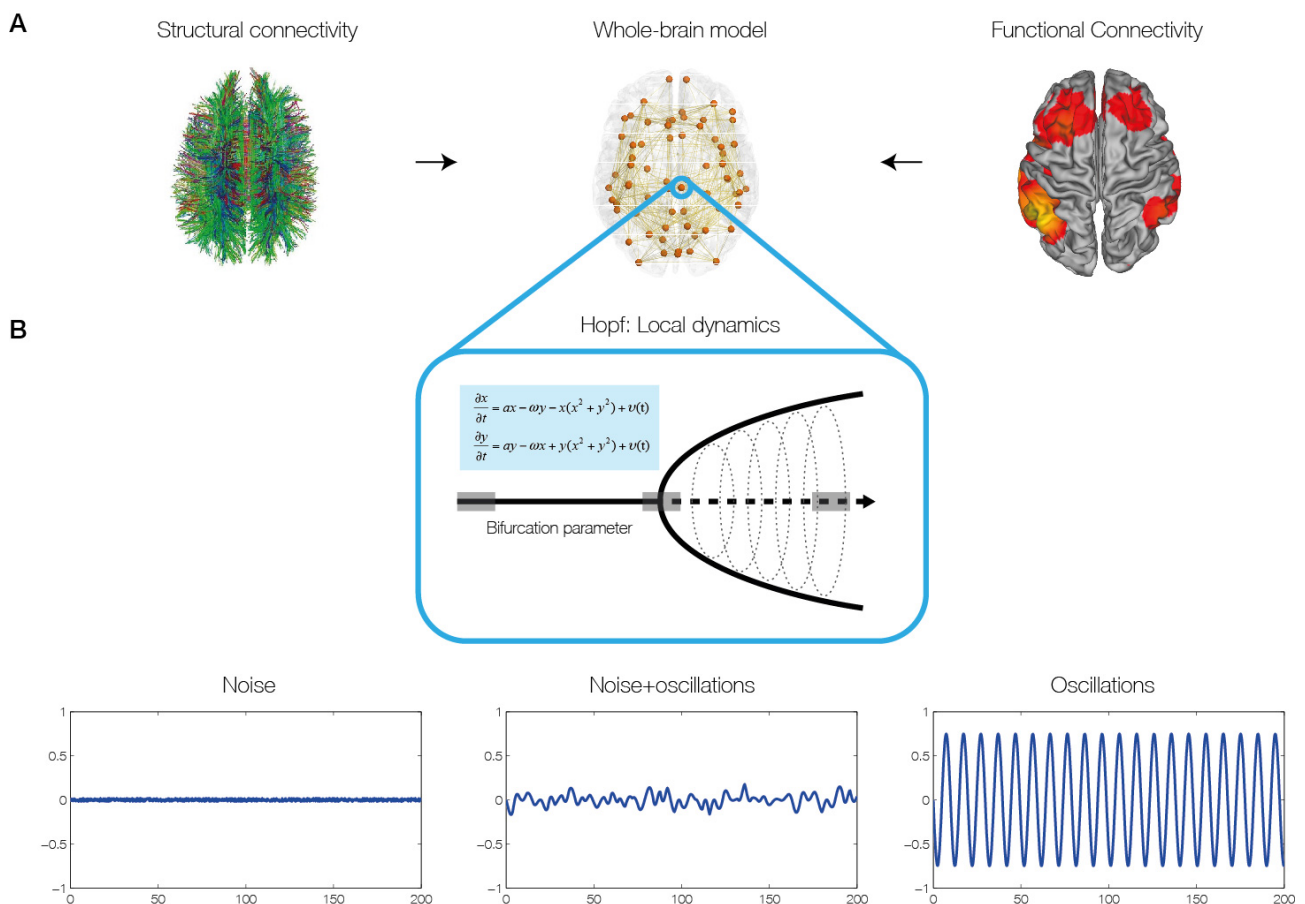 A
Structural connectivity
Whole-brain model
Functional Connectivity
B
Hopf: Local dynamics
∂x/∂t = ax − ωy − x(x² + y²) + υ(t)
∂y/∂t = ay − ωx + y(x² + y²) + υ(t)
Bifurcation parameter
Noise
1
0.5
0
−0.5
−1
0 50 100 150 200
Noise+oscillations
1
0.5
0
−0.5
−1
0 50 100 150 200
Oscillations
1
0.5
0
−0.5
−1
0 50 100 150 200